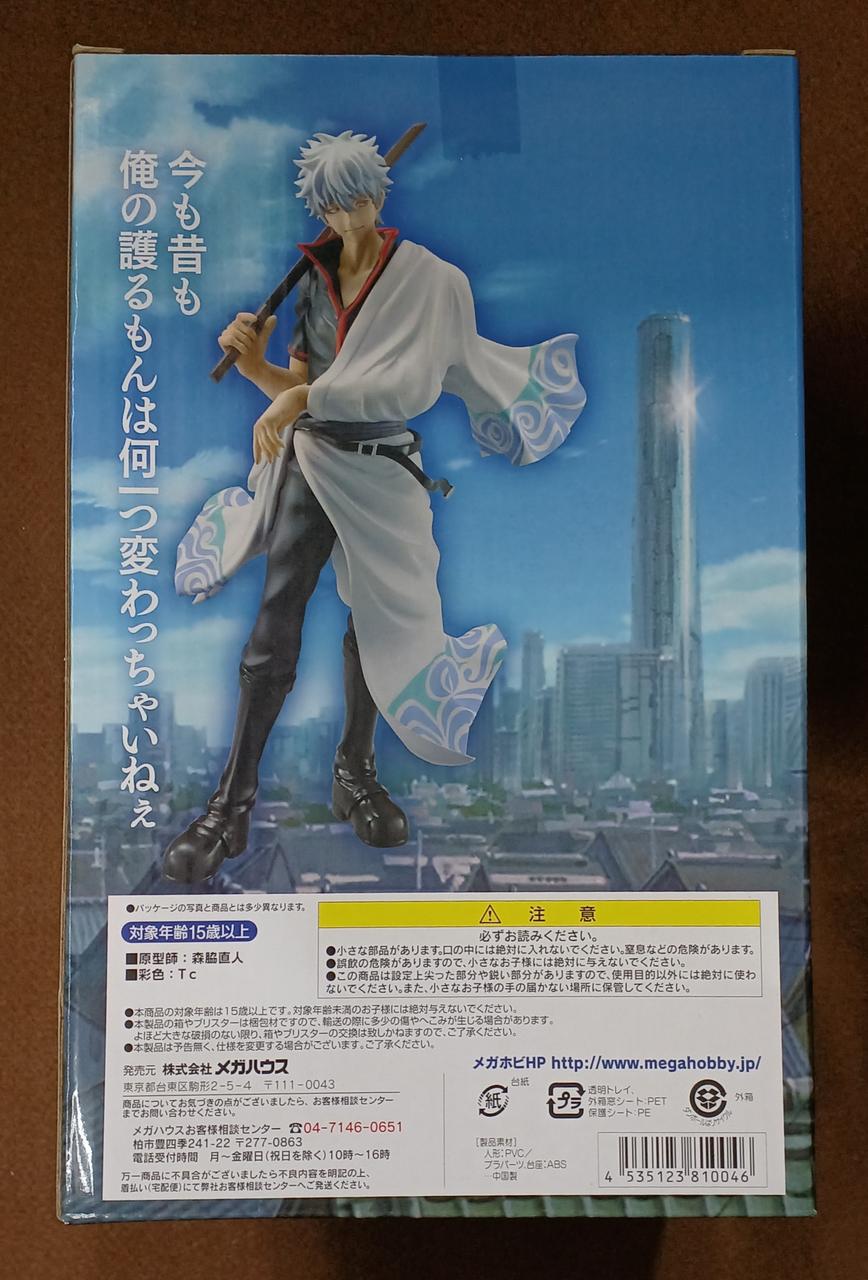 今も昔も
俺の護るもんは何一つ変わっちゃいねぇ
●パッケージの写真と商品とは多少異なります。
対象年齢15歳以上
■原型師：森脇直人
■彩色：Tc
⚠ 注 意
必ずお読みください。
●小さな部品があります。口の中には絶対に入れないでください。窒息などの危険があります。
●誤飲の危険がありますので、小さなお子様には絶対に与えないでください。
●この商品は設定上尖った部分や鋭い部分がありますので、使用目的以外には絶対に使わ
ないでください。また、小さなお子様の手の届かない場所に保管してください。
●本商品の対象年齢は15歳以上です。対象年齢未満のお子様には絶対与えないでください。
●本製品の箱やブリスターは梱包材ですので、輸送の際に多少の傷やへこみが生じる場合があります。
よほど大きな破損のない限り、箱やブリスターの交換は致しかねますので、ご了承ください。
●本製品は予告無く、仕様を変更する場合がございます。ご了承ください。
発売元 株式会社メガハウス
東京都台東区駒形2-5-4 〒111-0043
商品についてお気づきの点がございましたら、お客様相談センター
までお問い合わせください。
メガハウスお客様相談センター ☎04-7146-0651
柏市豊四季241-22 〒277-0863
電話受付時間 月～金曜日(祝日を除く)10時～16時
万一商品に不具合がございましたら不良内容を明記の上、
着払い(宅配便)にて弊社お客様相談センターへご発送ください。
メガホビHP http://www.megahobby.jp/
紙
台紙
プラ
透明トレイ、
外箱窓シート:PET
保護シート:PE
ダンボールはリサイクル
外箱
【製品素材】
人形:PVC/
プラパーツ,台座:ABS
…中国製
4 535123 810046